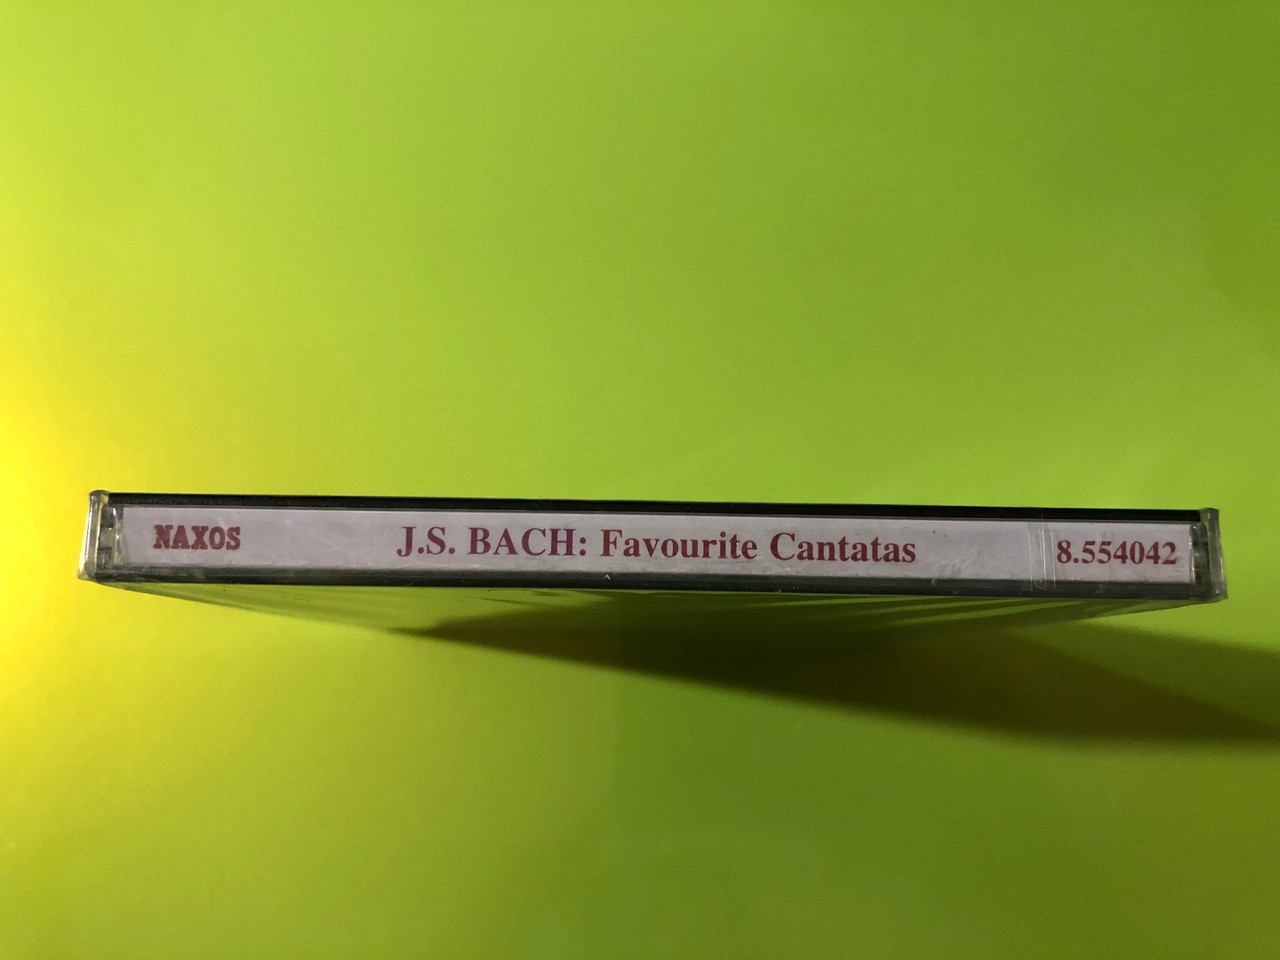 NAXOS J.S. BACH: Favourite Cantatas 8.554042